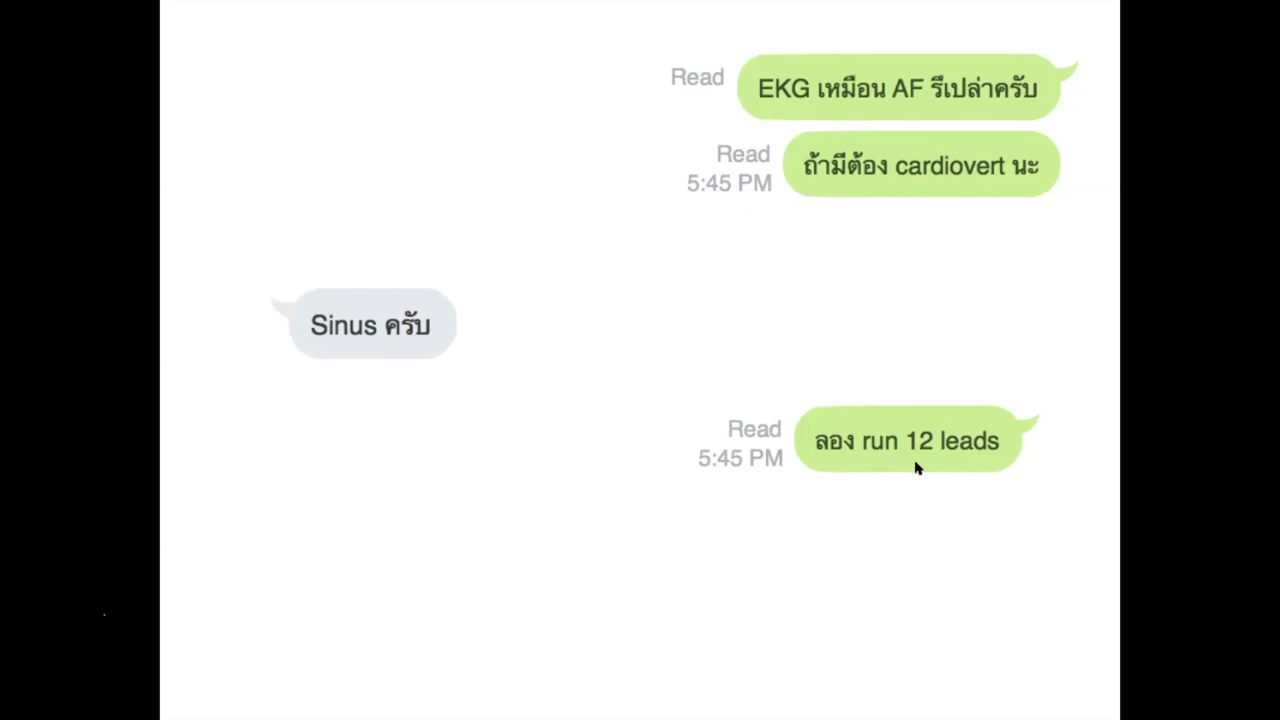 Read
EKG เหมือน AF รึเปล่าครับ
Read
5:45 PM
ถ้ามีต้อง cardiovert นะ
Sinus ครับ
Read
5:45 PM
ลอง run 12 leads